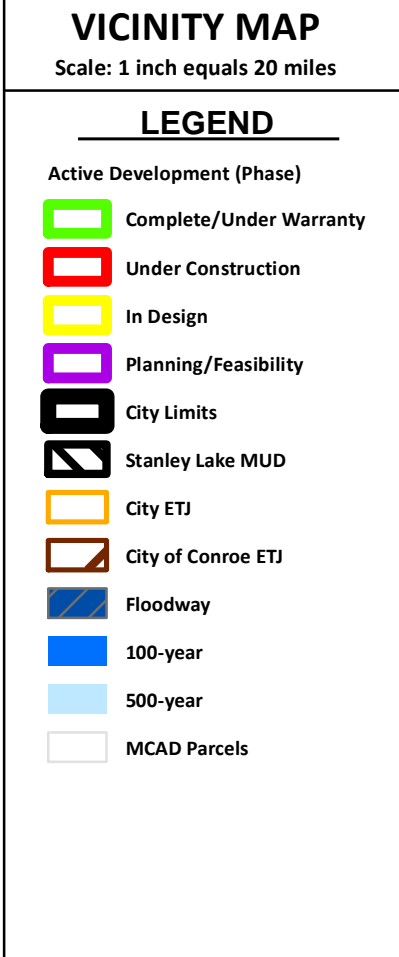 VICINITY MAP
Scale: 1 inch equals 20 miles
LEGEND
Active Development (Phase)
Complete/Under Warranty
Under Construction
In Design
Planning/Feasibility
City Limits
Stanley Lake MUD
City ETJ
City of Conroe ETJ
Floodway
100-year
500-year
MCAD Parcels